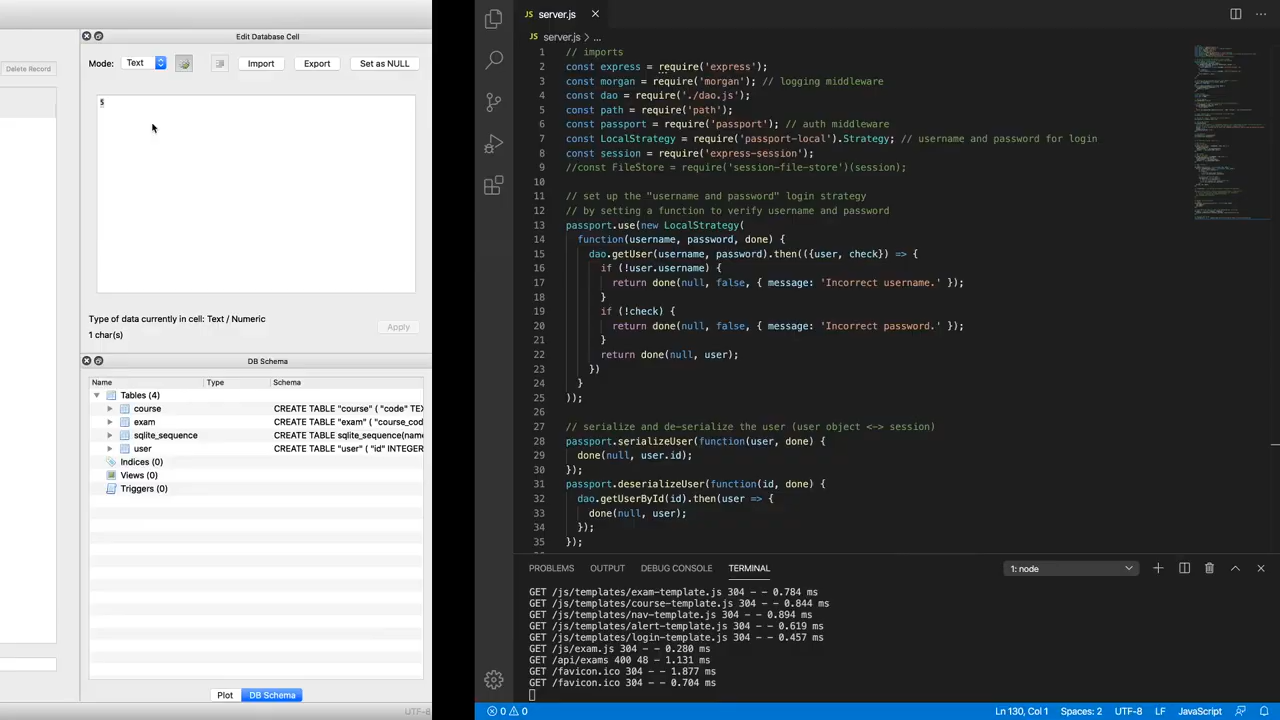 Delete Record
Edit Database Cell
Mode: Text Import Export Set as NULL
5
Type of data currently in cell: Text / Numeric
1 char(s)
Apply
DB Schema
Name Type Schema
Tables (4)
course CREATE TABLE "course" ( "code" TEX
exam CREATE TABLE "exam" ( "course_cod
sqlite_sequence CREATE TABLE sqlite_sequence(name
user CREATE TABLE "user" ( "id" INTEGER
Indices (0)
Views (0)
Triggers (0)
Plot DB Schema
UTF-8
JS server.js
JS server.js > ...
1 // imports
2 const express = require('express');
3 const morgan = require('morgan'); // logging middleware
4 const dao = require('./dao.js');
5 const path = require('path');
6 const passport = require('passport'); // auth middleware
7 const LocalStrategy = require('passport-local').Strategy; // username and password for login
8 const session = require('express-session');
9 //const FileStore = require('session-file-store')(session);
10
11 // set up the "username and password" login strategy
12 // by setting a function to verify username and password
13 passport.use(new LocalStrategy(
14 function(username, password, done) {
15 dao.getUser(username, password).then(({user, check}) => {
16 if (!user.username) {
17 return done(null, false, { message: 'Incorrect username.' });
18 }
19 if (!check) {
20 return done(null, false, { message: 'Incorrect password.' });
21 }
22 return done(null, user);
23 })
24 }
25 ));
26
27 // serialize and de-serialize the user (user object <-> session)
28 passport.serializeUser(function(user, done) {
29 done(null, user.id);
30 });
31 passport.deserializeUser(function(id, done) {
32 dao.getUserById(id).then(user => {
33 done(null, user);
34 });
35 });
PROBLEMS OUTPUT DEBUG CONSOLE TERMINAL 1: node
GET /js/templates/exam-template.js 304 - - 0.784 ms
GET /js/templates/course-template.js 304 - - 0.844 ms
GET /js/templates/nav-template.js 304 - - 0.894 ms
GET /js/templates/alert-template.js 304 - - 0.619 ms
GET /js/templates/login-template.js 304 - - 0.457 ms
GET /js/exam.js 304 - - 0.280 ms
GET /api/exams 400 48 - 1.131 ms
GET /favicon.ico 304 - - 1.877 ms
GET /favicon.ico 304 - - 0.704 ms
0 0 Ln 130, Col 1 Spaces: 2 UTF-8 LF JavaScript